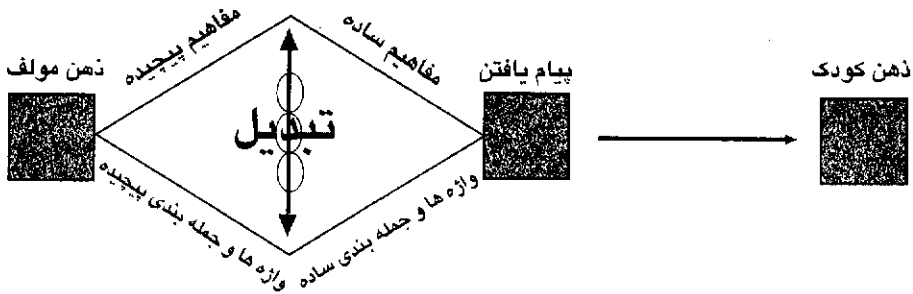 ذهن کودک
پیام یافتن
مفاهیم ساده
مفاهیم پیچیده
ذهن مولف
تبدیل
واژه ها و جمله بندی ساده
واژه ها و جمله بندی پیچیده